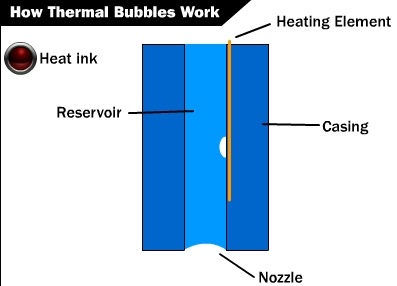 How Thermal Bubbles Work
Heating Element
Heat ink
Reservoir
Casing
Nozzle